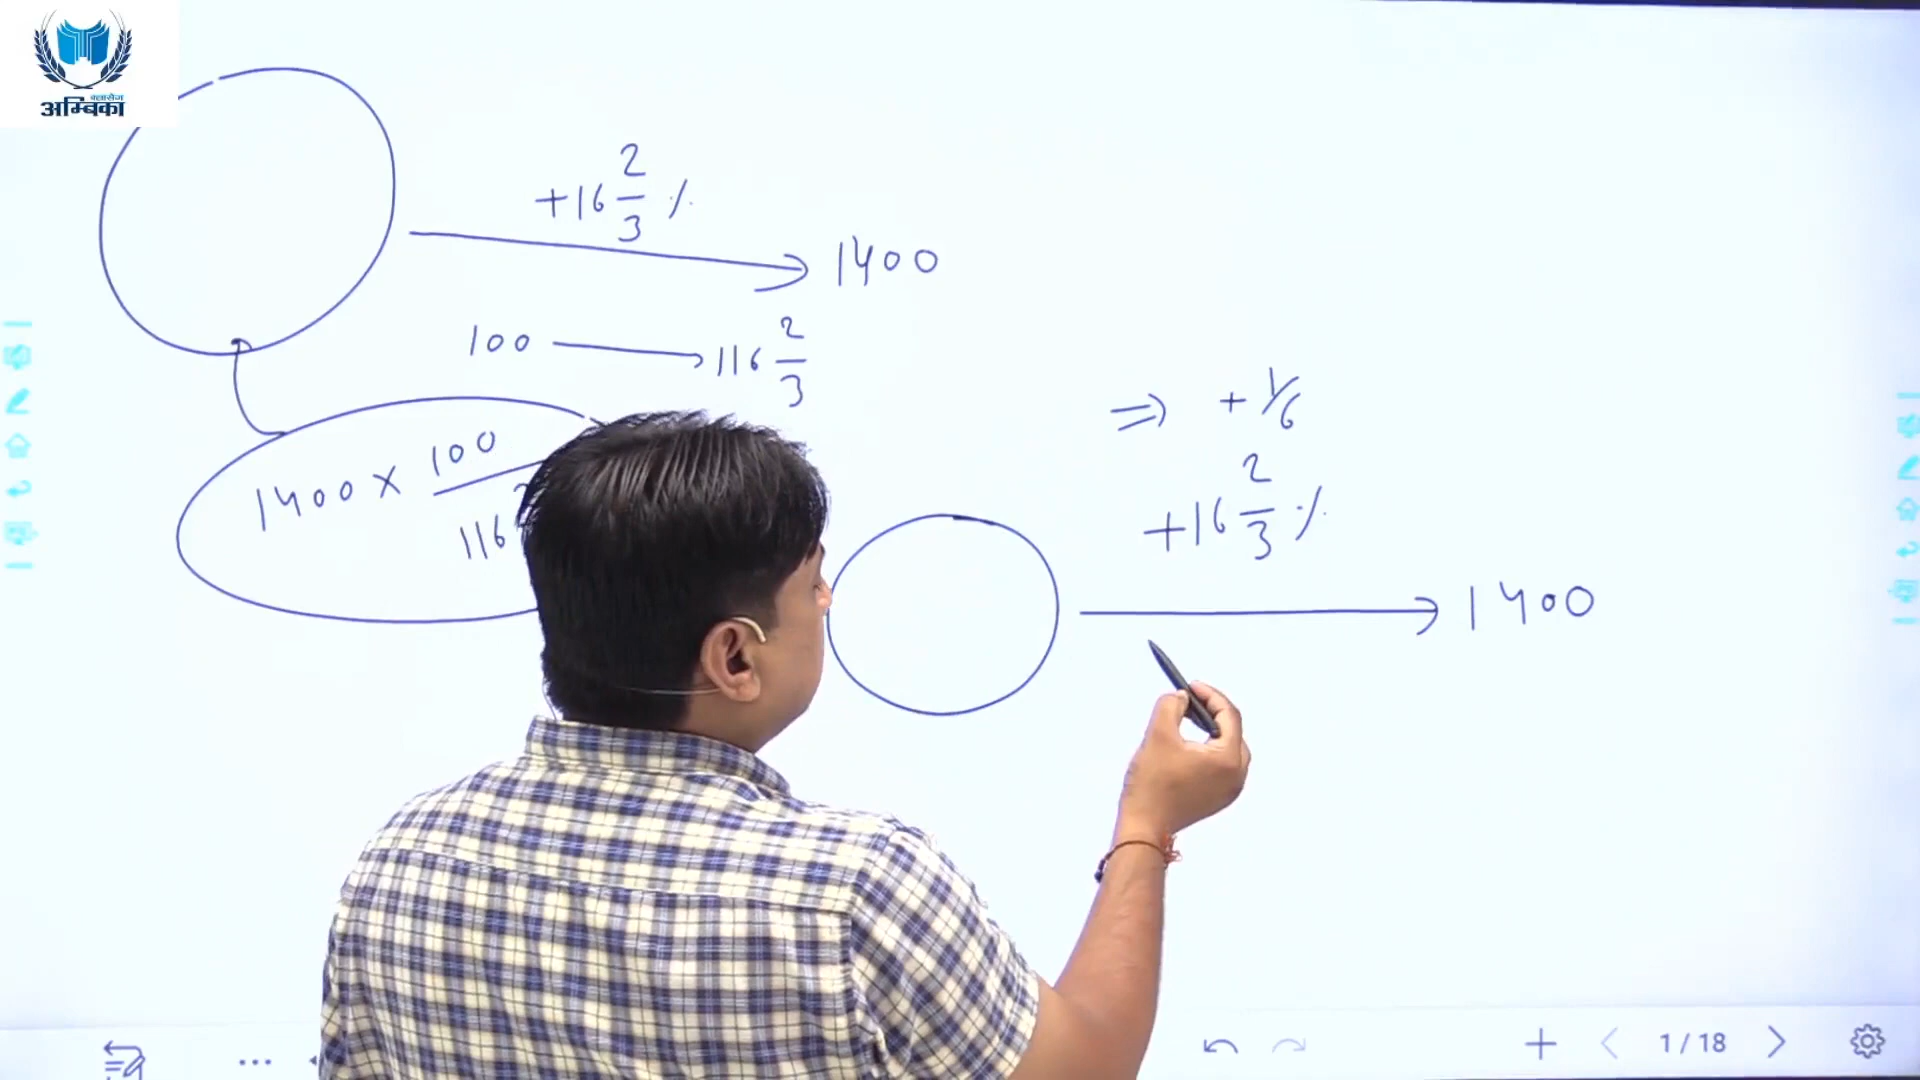 क्लासेज
अम्बिका
+16 2/3 %
1400
100 → 116 2/3
1400 × 100
116
⇒ + 1/6
+16 2/3 %
1400
1 / 18